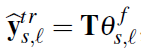 ŷ^{tr}_{s,ℓ} = Tθ^{f}_{s,ℓ}.